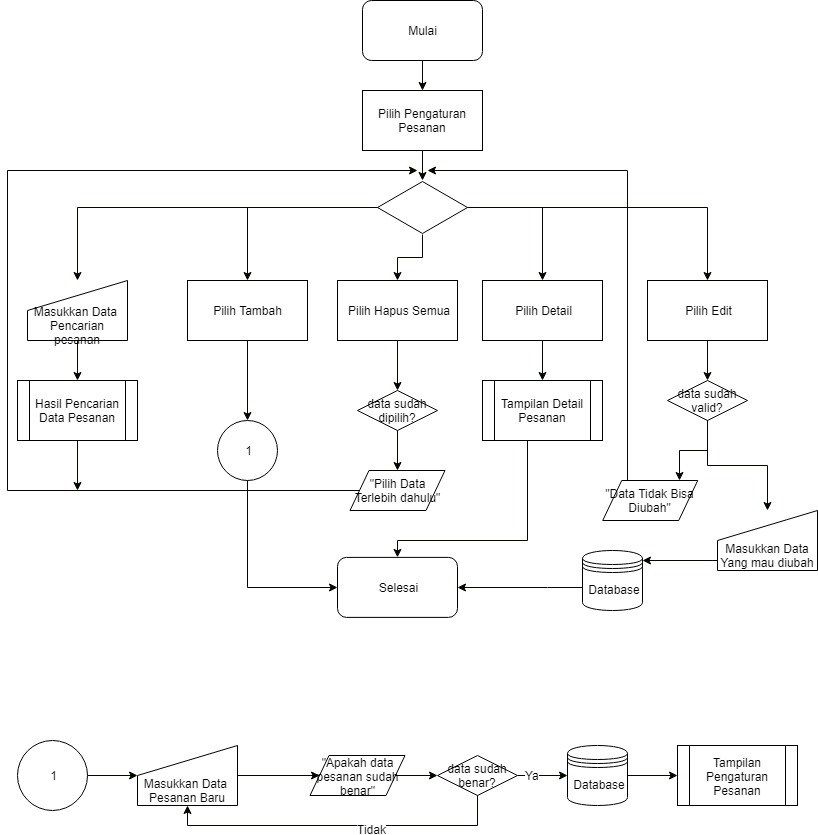 Mulai
Pilih Pengaturan
Pesanan
Masukkan Data
Pencarian
pesanan
Pilih Tambah
Pilih Hapus Semua
Pilih Detail
Pilih Edit
Hasil Pencarian
Data Pesanan
data sudah
dipilih?
Tampilan Detail
Pesanan
data sudah
valid?
1
"Pilih Data
Terlebih dahulu"
"Data Tidak Bisa
Diubah"
Masukkan Data
Yang mau diubah
Selesai
Database
1
Masukkan Data
Pesanan Baru
"Apakah data
pesanan sudah
benar"
data sudah
benar?
Ya
Database
Tampilan
Pengaturan
Pesanan
Tidak